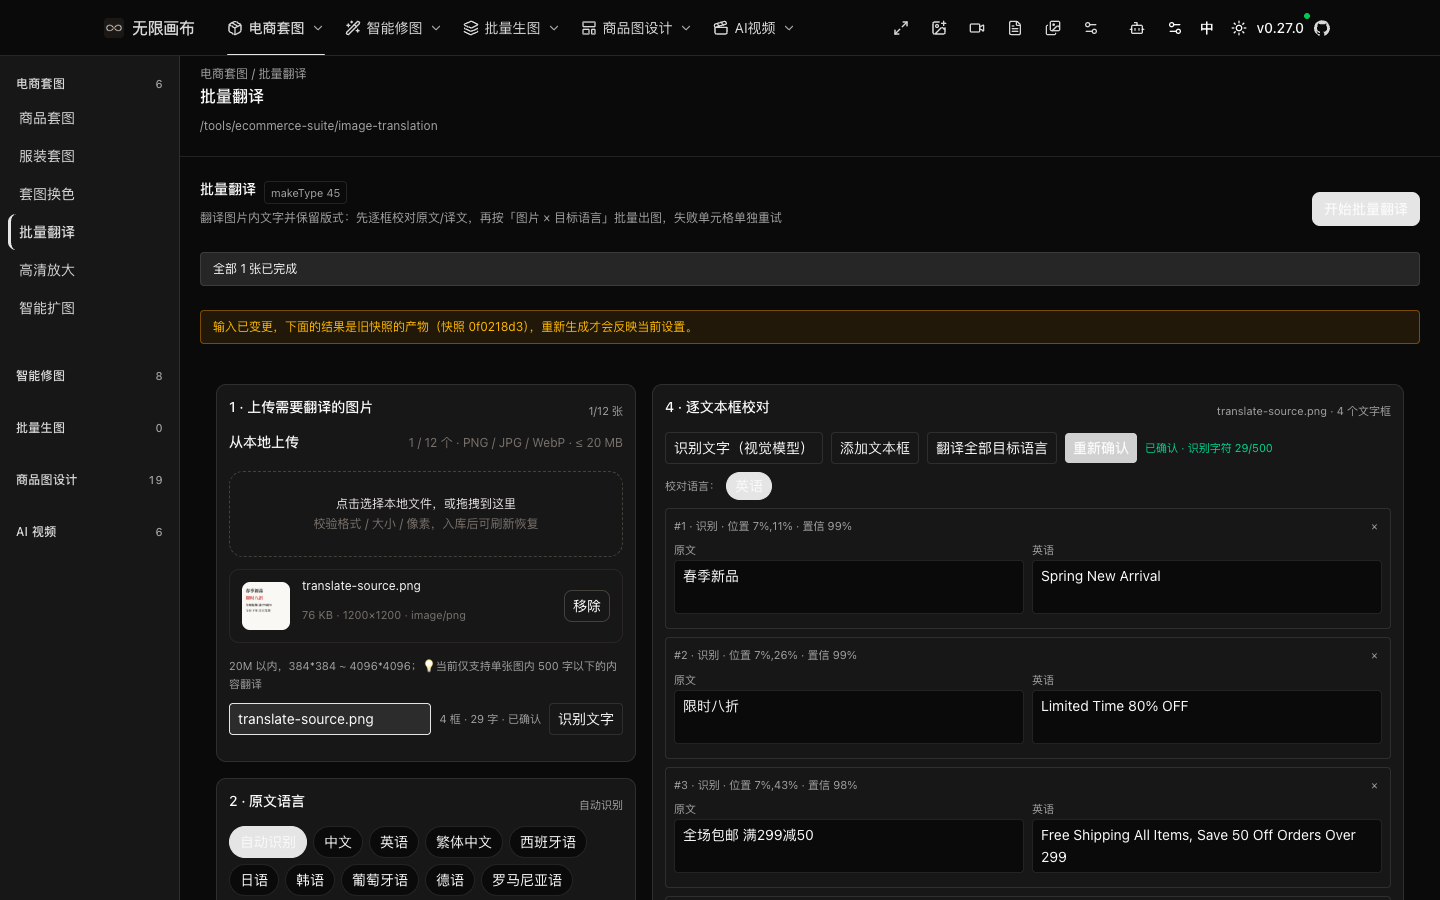 无限画布
电商套图
智能修图
批量生图
商品图设计
AI视频
中
v0.27.0
电商套图 6
商品套图
服装套图
套图换色
批量翻译
高清放大
智能扩图
智能修图 8
批量生图 0
商品图设计 19
AI 视频 6
电商套图 / 批量翻译
批量翻译
/tools/ecommerce-suite/image-translation
批量翻译 makeType 45
翻译图片内文字并保留版式：先逐框校对原文/译文，再按「图片 × 目标语言」批量出图，失败单元格单独重试
开始批量翻译
全部 1 张已完成
输入已变更，下面的结果是旧快照的产物（快照 0f0218d3），重新生成才会反映当前设置。
1 · 上传需要翻译的图片 1/12 张
从本地上传 1 / 12 个 · PNG / JPG / WebP · ≤ 20 MB
点击选择本地文件，或拖拽到这里
校验格式 / 大小 / 像素，入库后可刷新恢复
translate-source.png
76 KB · 1200×1200 · image/png
移除
20M 以内，384*384 ~ 4096*4096；💡当前仅支持单张图内 500 字以下的内
容翻译
translate-source.png 4 框 · 29 字 · 已确认 识别文字
2 · 原文语言 自动识别
自动识别 中文 英语 繁体中文 西班牙语
日语 韩语 葡萄牙语 德语 罗马尼亚语
4 · 逐文本框校对 translate-source.png · 4 个文字框
识别文字（视觉模型） 添加文本框 翻译全部目标语言 重新确认 已确认 · 识别字符 29/500
校对语言： 英语
#1 · 识别 · 位置 7%,11% · 置信 99% ×
原文 英语
春季新品 Spring New Arrival
#2 · 识别 · 位置 7%,26% · 置信 99% ×
原文 英语
限时八折 Limited Time 80% OFF
#3 · 识别 · 位置 7%,43% · 置信 98% ×
原文 英语
全场包邮 满299减50 Free Shipping All Items, Save 50 Off Orders Over
299